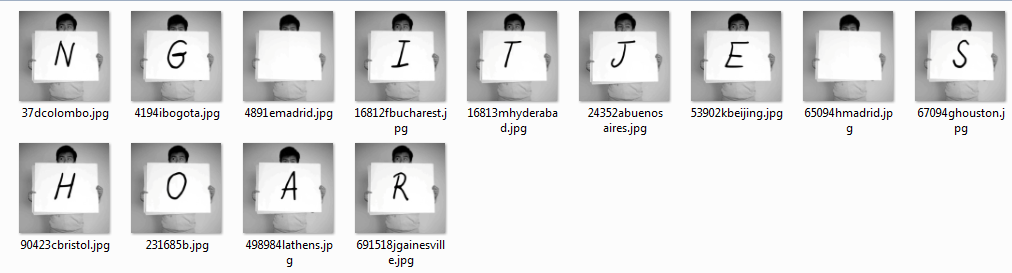 N G I T J E S
37dcolombo.jpg 4194ibogota.jpg 4891emadrid.jpg 16812fbucharest.jpg 16813mhyderabad.jpg 24352abuenosaires.jpg 53902kbeijing.jpg 65094hmadrid.jpg 67094ghouston.jpg
H O A R
90423cbristol.jpg 231685b.jpg 498984lathens.jpg 691518jgainesville.jpg